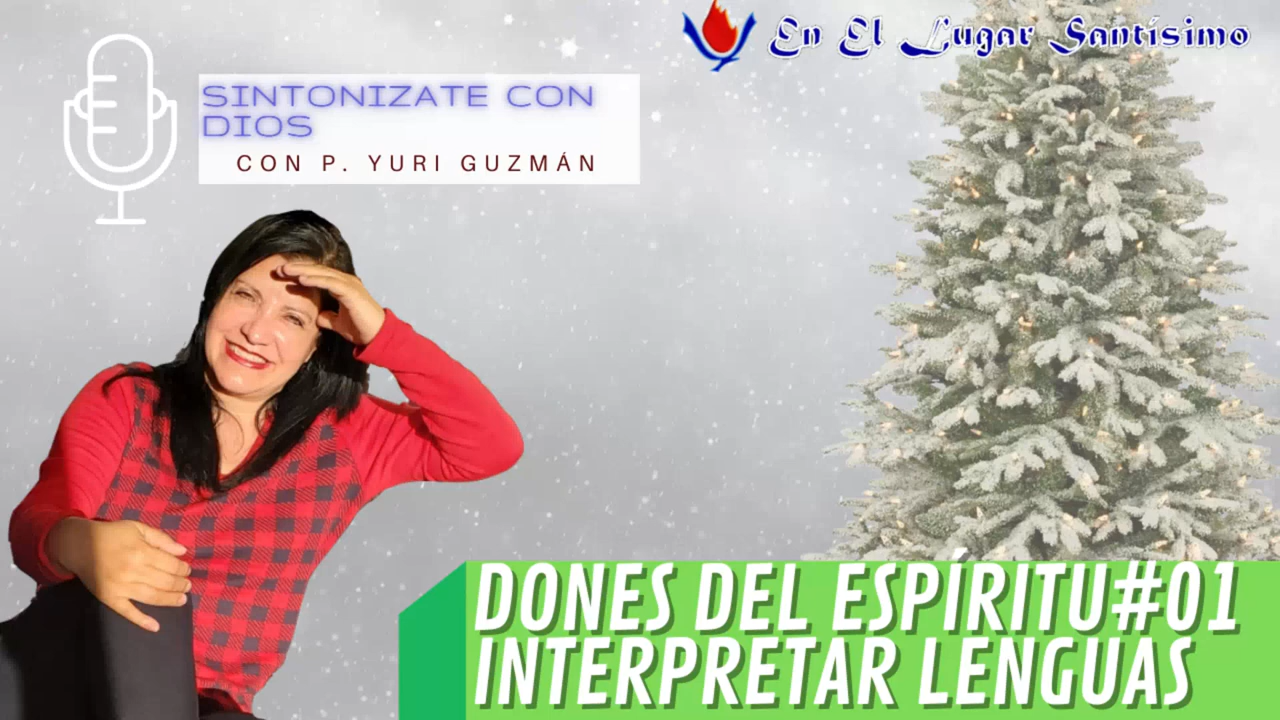 En El Lugar Santísimo
SINTONIZATE CON
DIOS
CON P. YURI GUZMÁN
DONES DEL ESPÍRITU#01
INTERPRETAR LENGUAS